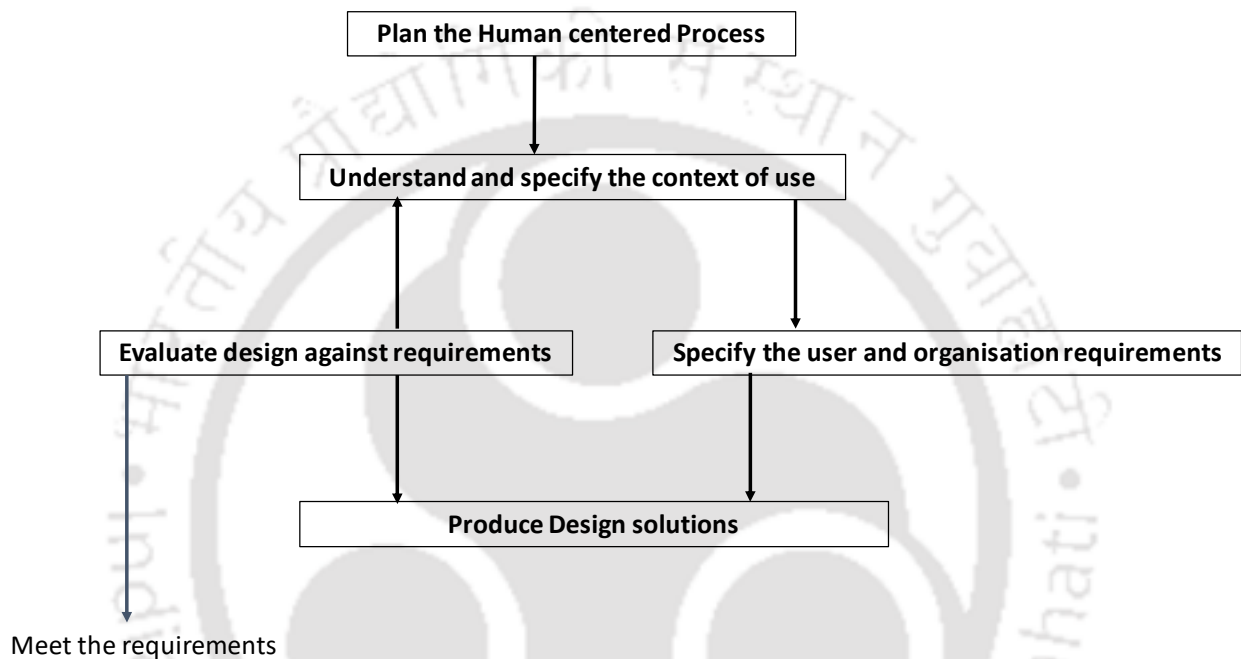 Plan the Human centered Process
Understand and specify the context of use
Evaluate design against requirements
Specify the user and organisation requirements
Produce Design solutions
Meet the requirements